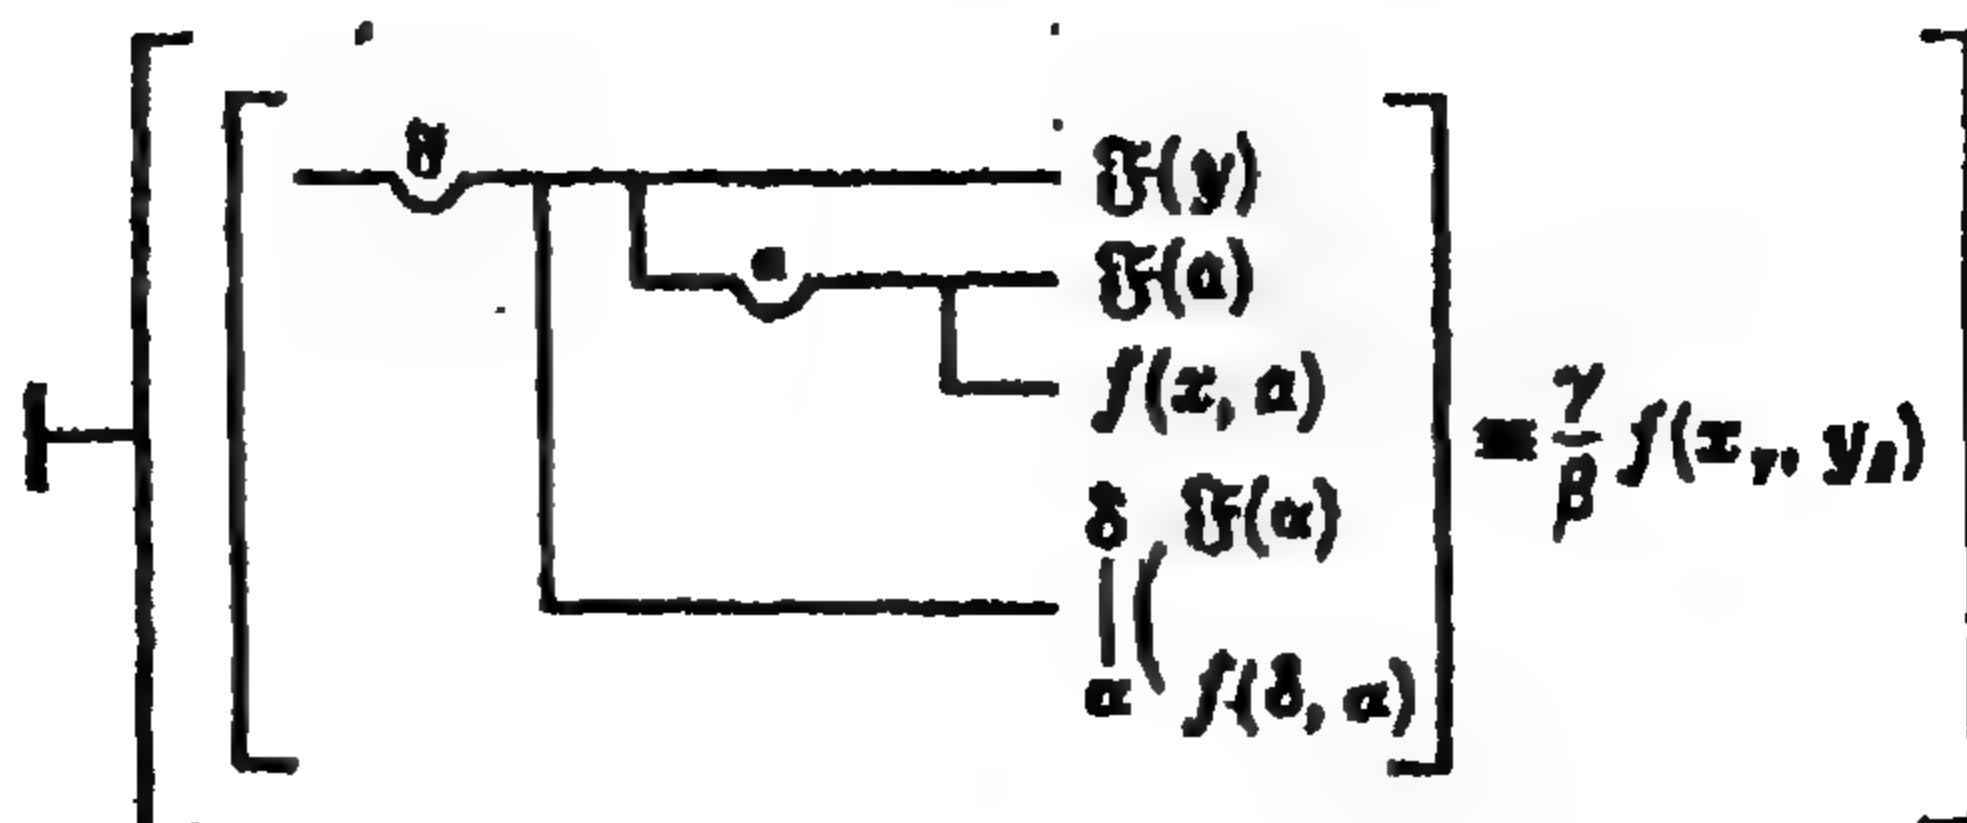 𝔉
𝔉(y)
𝔞
𝔉(𝔞)
f(x, 𝔞)
≡ γ/β f(x_γ, y_β)
δ 𝔉(α)
α ( f(δ, α)